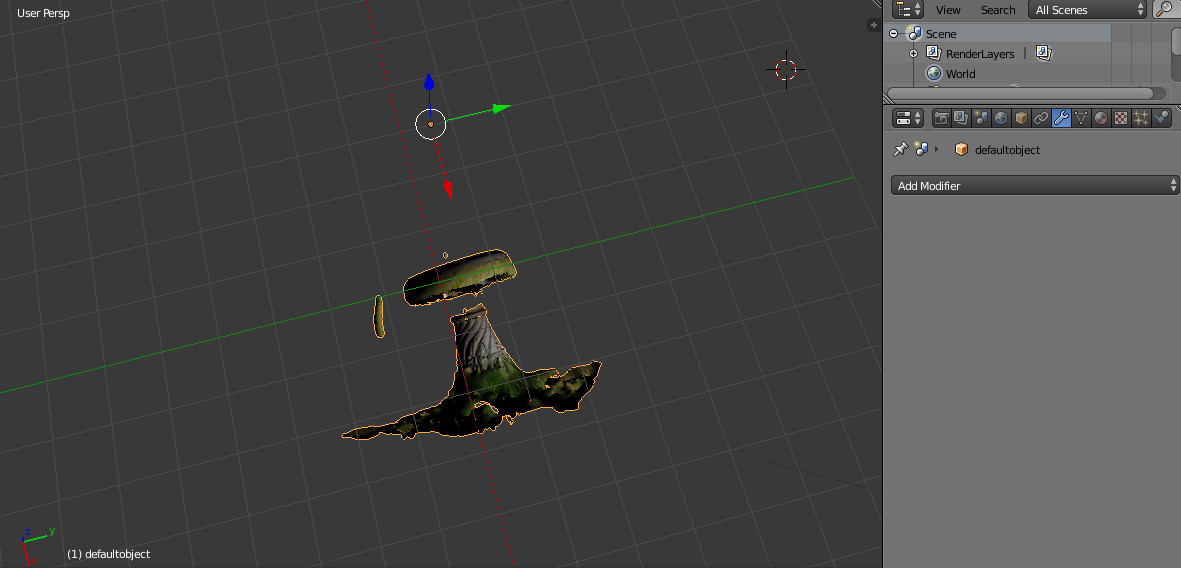 User Persp
View Search All Scenes
Scene
RenderLayers |
World
defaultobject
Add Modifier
z
y
x
(1) defaultobject